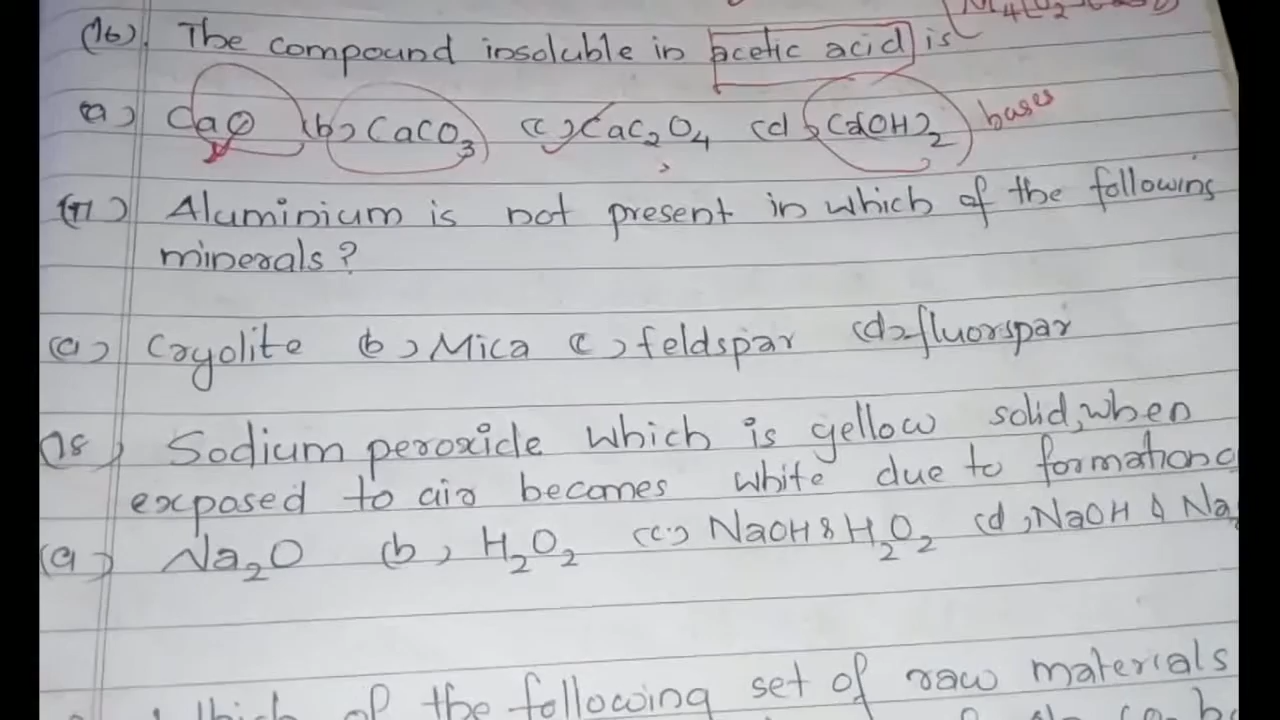 (16) The compound insoluble in acetic acid is
a) CaO (b) CaCO3 (c) CaC2O4 (d) Ca(OH)2 bases
(17) Aluminium is not present in which of the following
minerals?
(a) Cryolite (b) Mica (c) feldspar (d) fluorspar
(18) Sodium peroxide which is yellow solid, when
exposed to air becomes white due to formation
(a) Na2O (b) H2O2 (c) NaOH & H2O2 (d) NaOH & Na
of the following set of raw materials